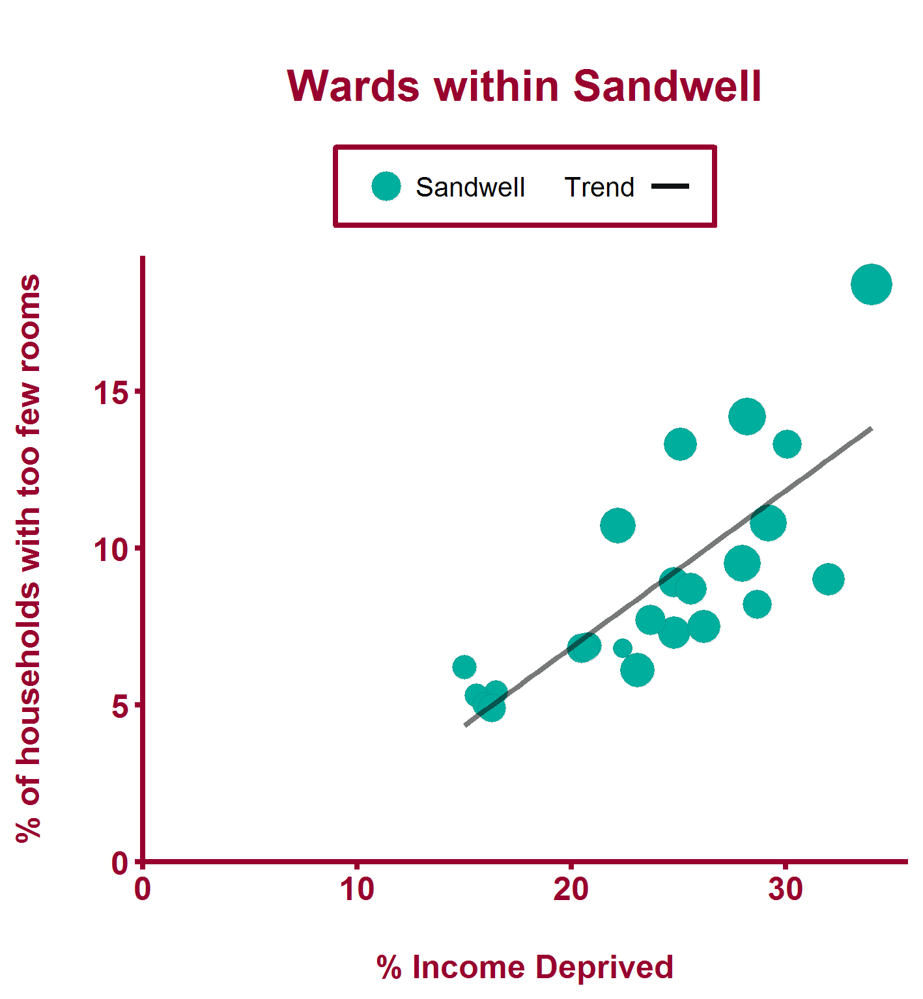 Wards within Sandwell
Sandwell Trend
% of households with too few rooms
15
10
5
0
0 10 20 30
% Income Deprived